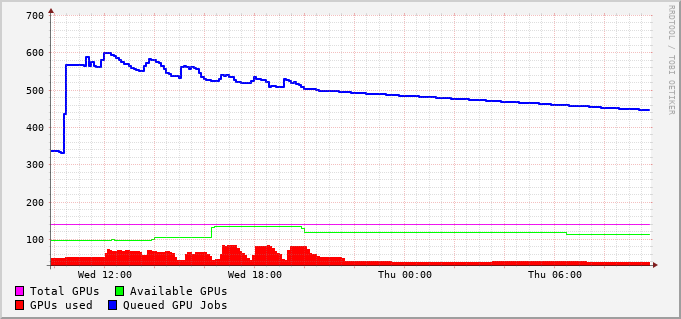 700
600
500
400
300
200
100
Wed 12:00 Wed 18:00 Thu 00:00 Thu 06:00
Total GPUs Available GPUs
GPUs used Queued GPU Jobs
RRDTOOL / TOBI OETIKER